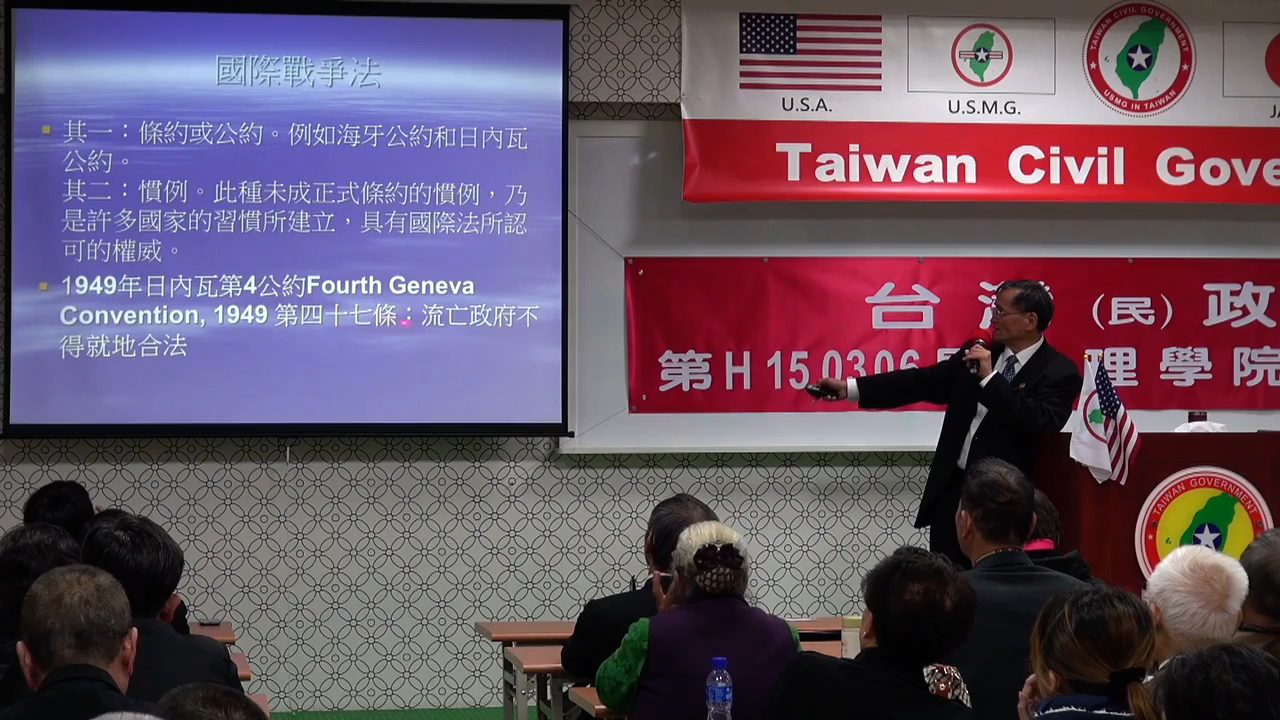 國際戰爭法
其一：條約或公約。例如海牙公約和日內瓦
公約。
其二：慣例。此種未成正式條約的慣例，乃
是許多國家的習慣所建立，具有國際法所認
可的權威。
1949年日內瓦第4公約Fourth Geneva
Convention, 1949 第四十七條：流亡政府不
得就地合法
U.S.A.
U.S.M.G.
TAIWAN CIVIL GOVERNMENT
USMG IN TAIWAN
Taiwan Civil Gove
台 （民）政
第H 15.0306 理學院
TAIWAN GOVERNMENT